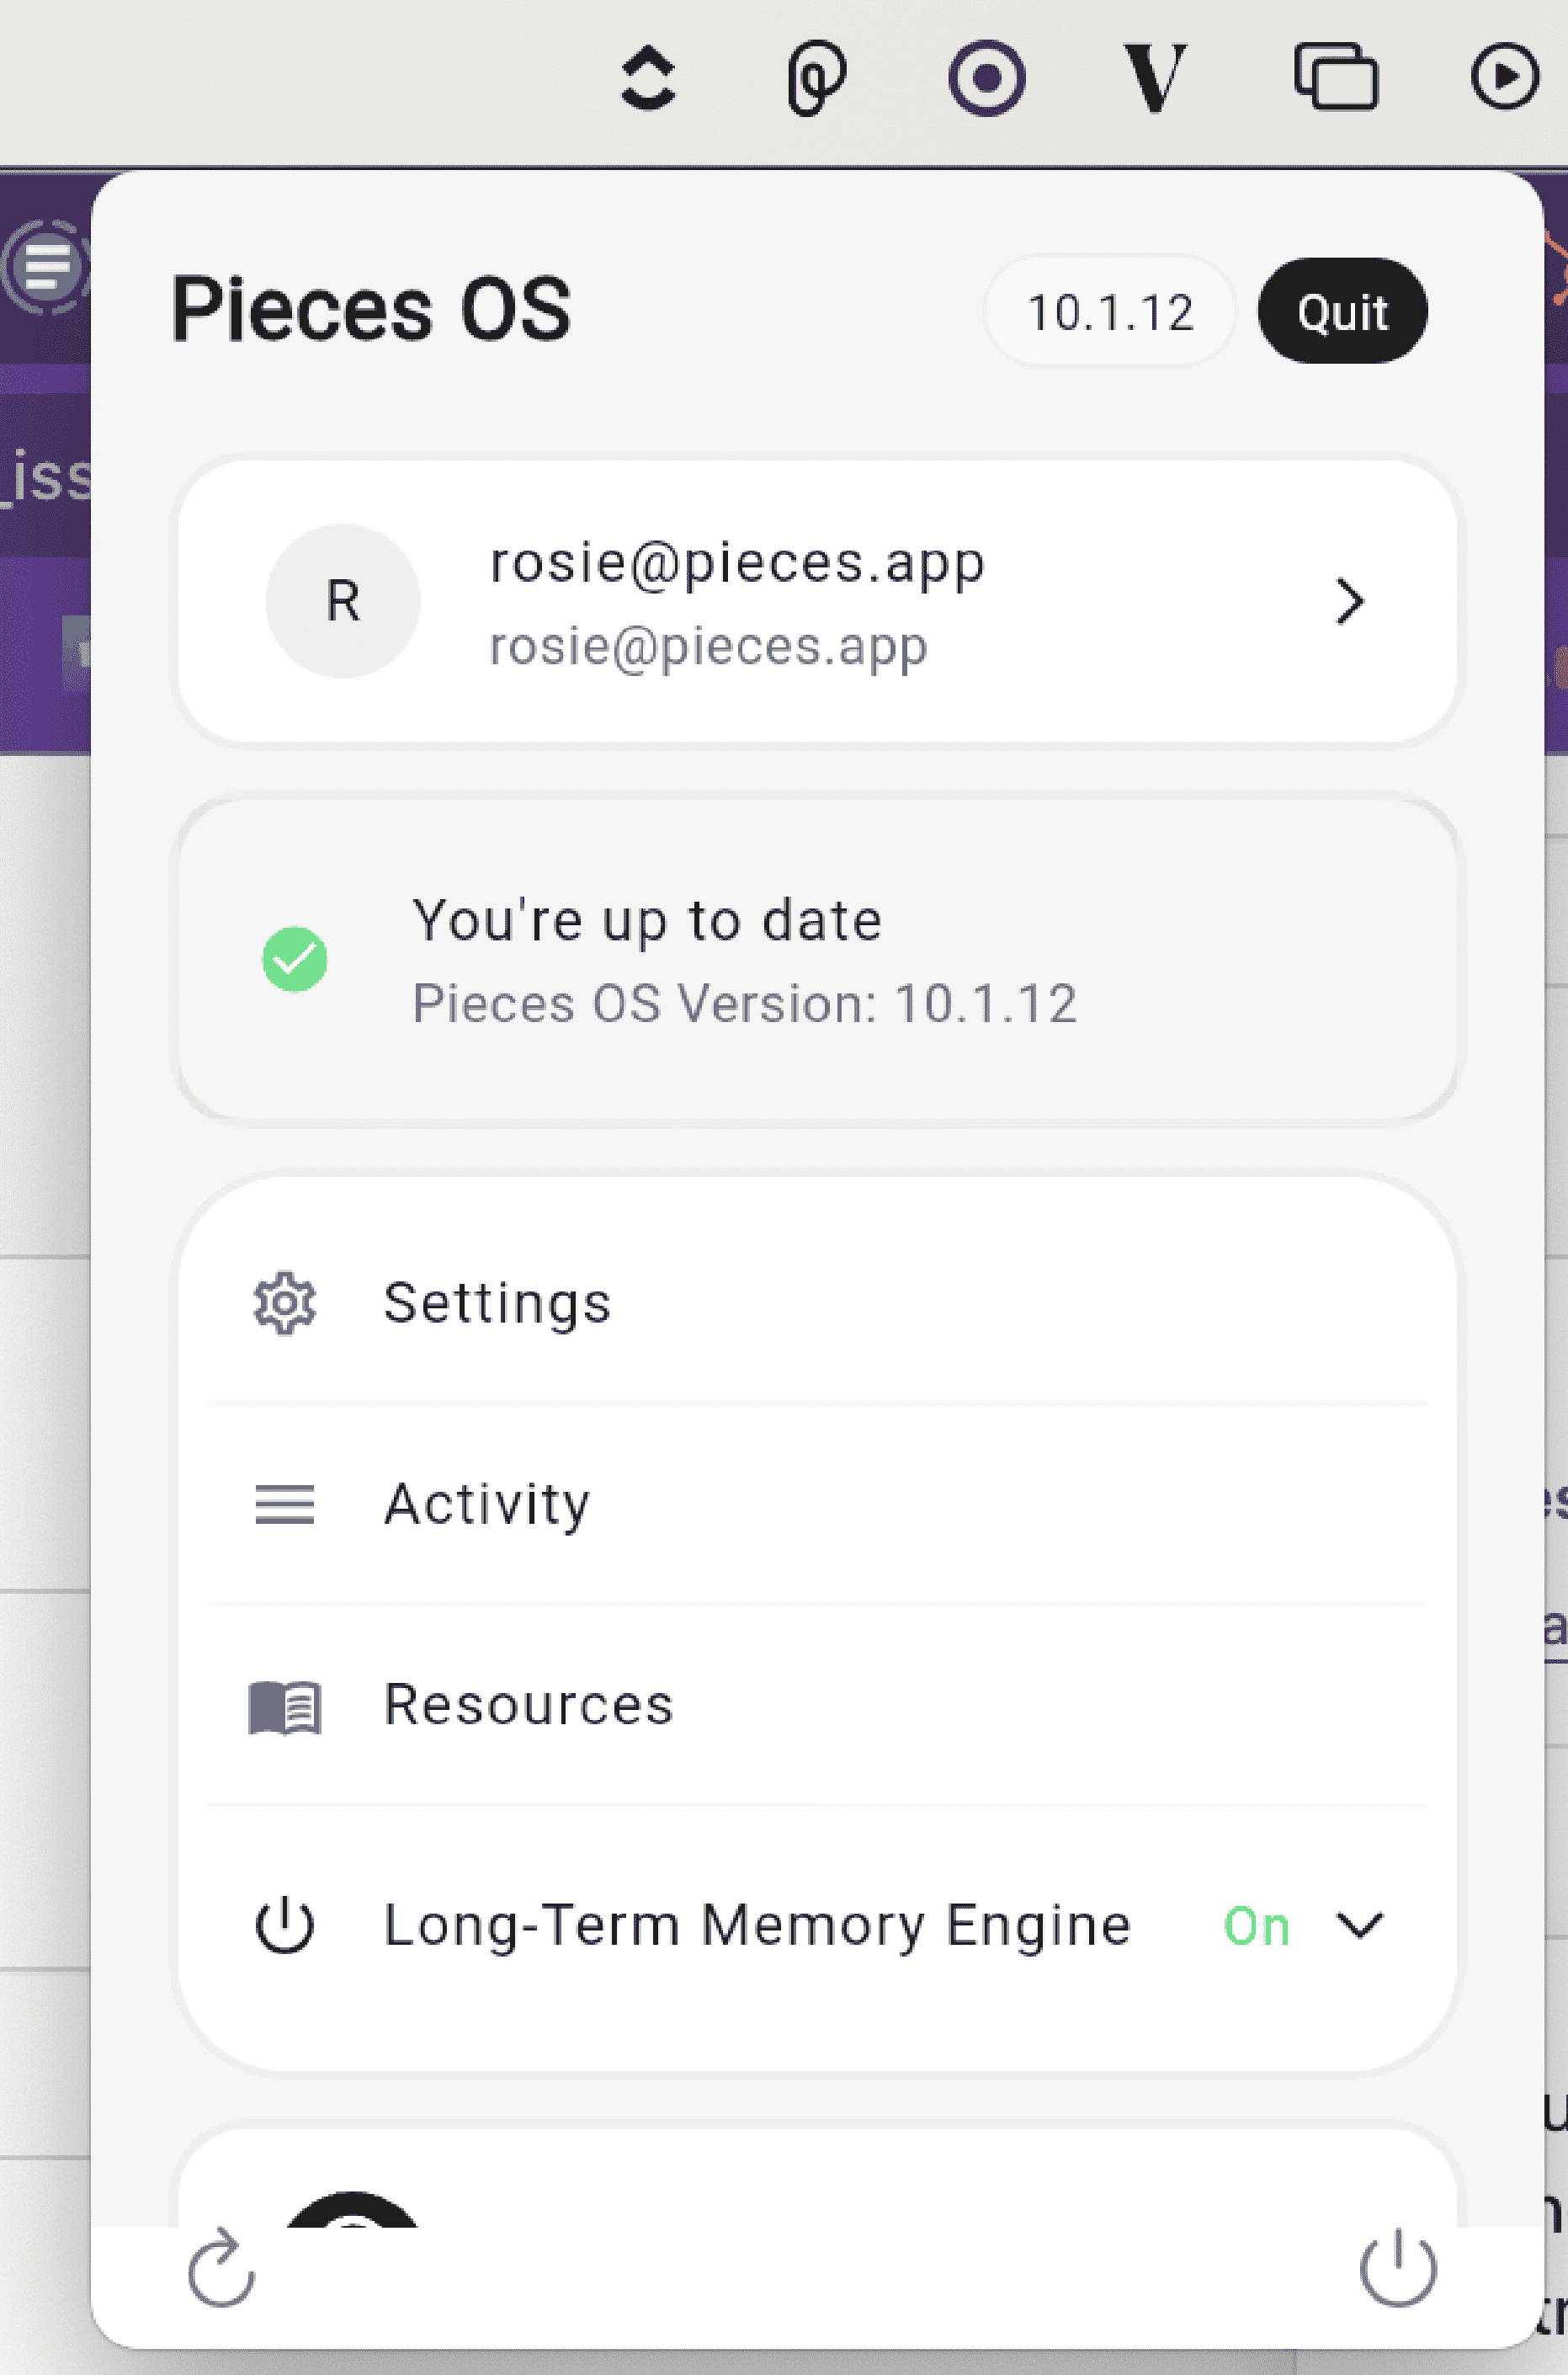 Pieces OS
10.1.12
Quit
_iss
R
rosie@pieces.app
rosie@pieces.app
You're up to date
Pieces OS Version: 10.1.12
Settings
Activity
Resources
Long-Term Memory Engine
On